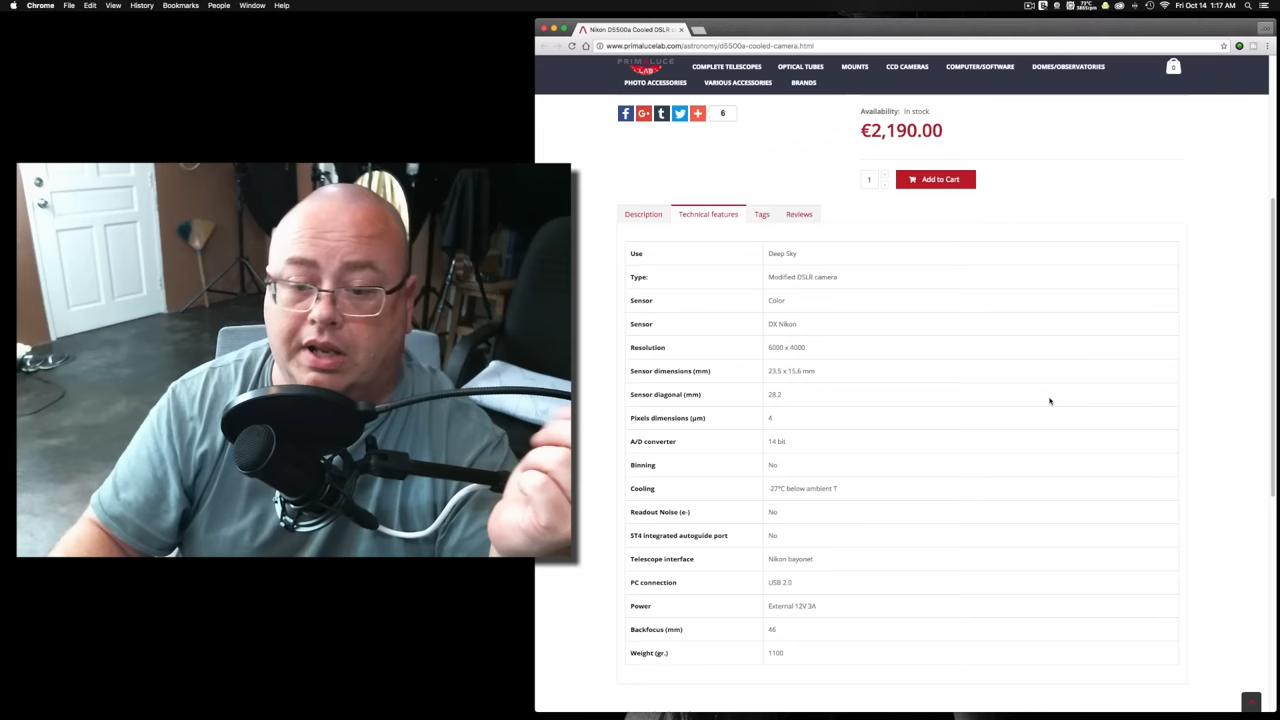 Chrome File Edit View History Bookmarks People Window Help
Fri Oct 14 1:17 AM
Nikon D5500a Cooled DSLR c
www.primalucelab.com/astronomy/d5500a-cooled-camera.html
PRIMALUCE
LAB
COMPLETE TELESCOPES OPTICAL TUBES MOUNTS CCD CAMERAS COMPUTER/SOFTWARE DOMES/OBSERVATORIES
0
PHOTO ACCESSORIES VARIOUS ACCESSORIES BRANDS
6
Availability: In stock
€2,190.00
1 Add to Cart
Description Technical features Tags Reviews
Use Deep Sky
Type: Modified DSLR camera
Sensor Color
Sensor DX Nikon
Resolution 6000 x 4000
Sensor dimensions (mm) 23.5 x 15.6 mm
Sensor diagonal (mm) 28.2
Pixels dimensions (μm) 4
A/D converter 14 bit
Binning No
Cooling -27°C below ambient T
Readout Noise (e-) No
ST4 integrated autoguide port No
Telescope interface Nikon bayonet
PC connection USB 2.0
Power External 12V 3A
Backfocus (mm) 46
Weight (gr.) 1100